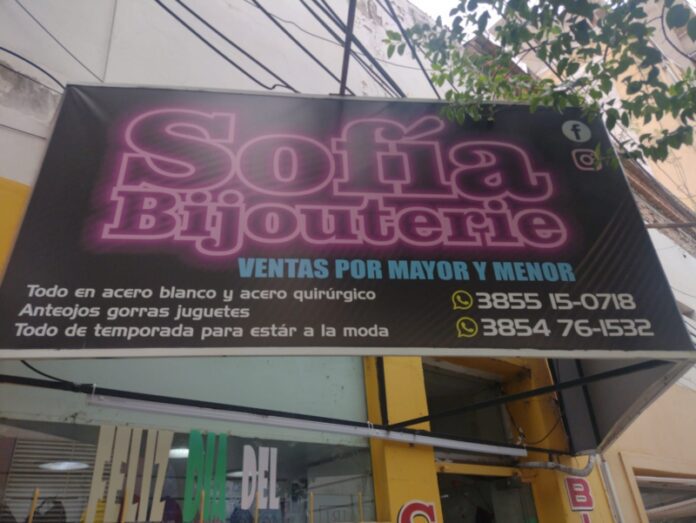 Sofía
Bijouterie
VENTAS POR MAYOR Y MENOR
Todo en acero blanco y acero quirúrgico
Anteojos gorras juguetes
Todo de temporada para estár a la moda
3855 15-0718
3854 76-1532
FELIZ DIA DEL